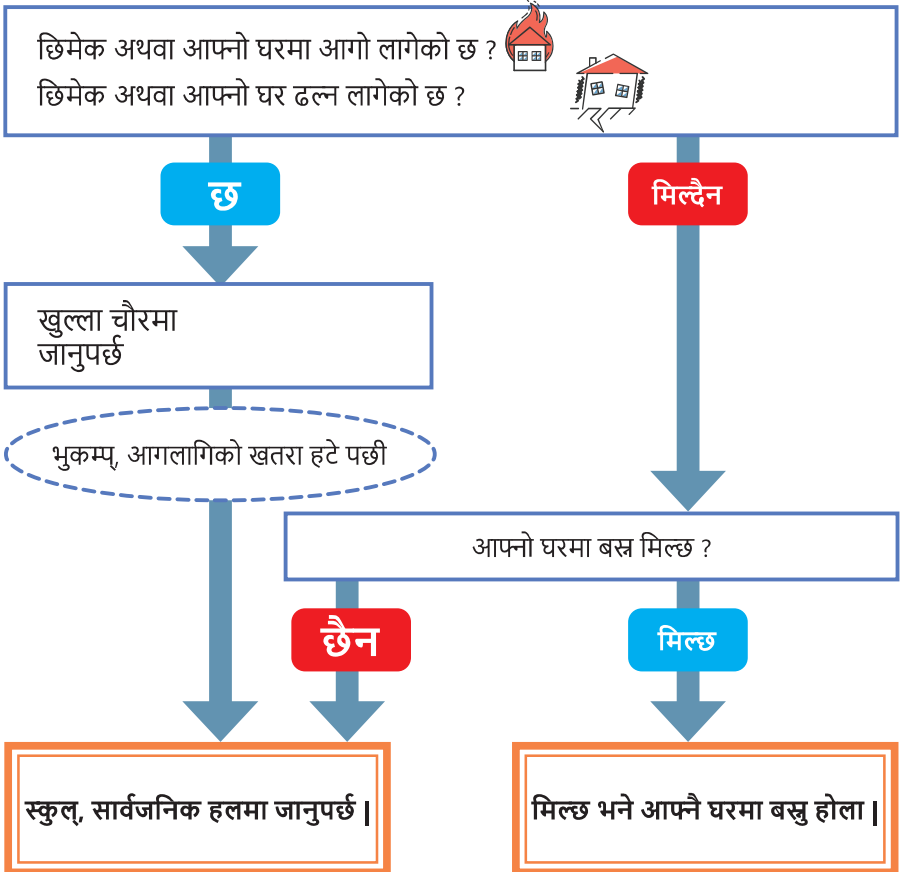 छिमेक अथवा आफ्नो घरमा आगो लागेको छ ?
छिमेक अथवा आफ्नो घर ढल्न लागेको छ ?
छ
मिल्दैन
खुल्ला चौरमा
जानुपर्छ
भुकम्प्, आगलागिको खतरा हटे पछी
आफ्नो घरमा बस्न मिल्छ ?
छैन
मिल्छ
स्कुल्, सार्वजनिक हलमा जानुपर्छ |
मिल्छ भने आफ्नै घरमा बस्नु होला |